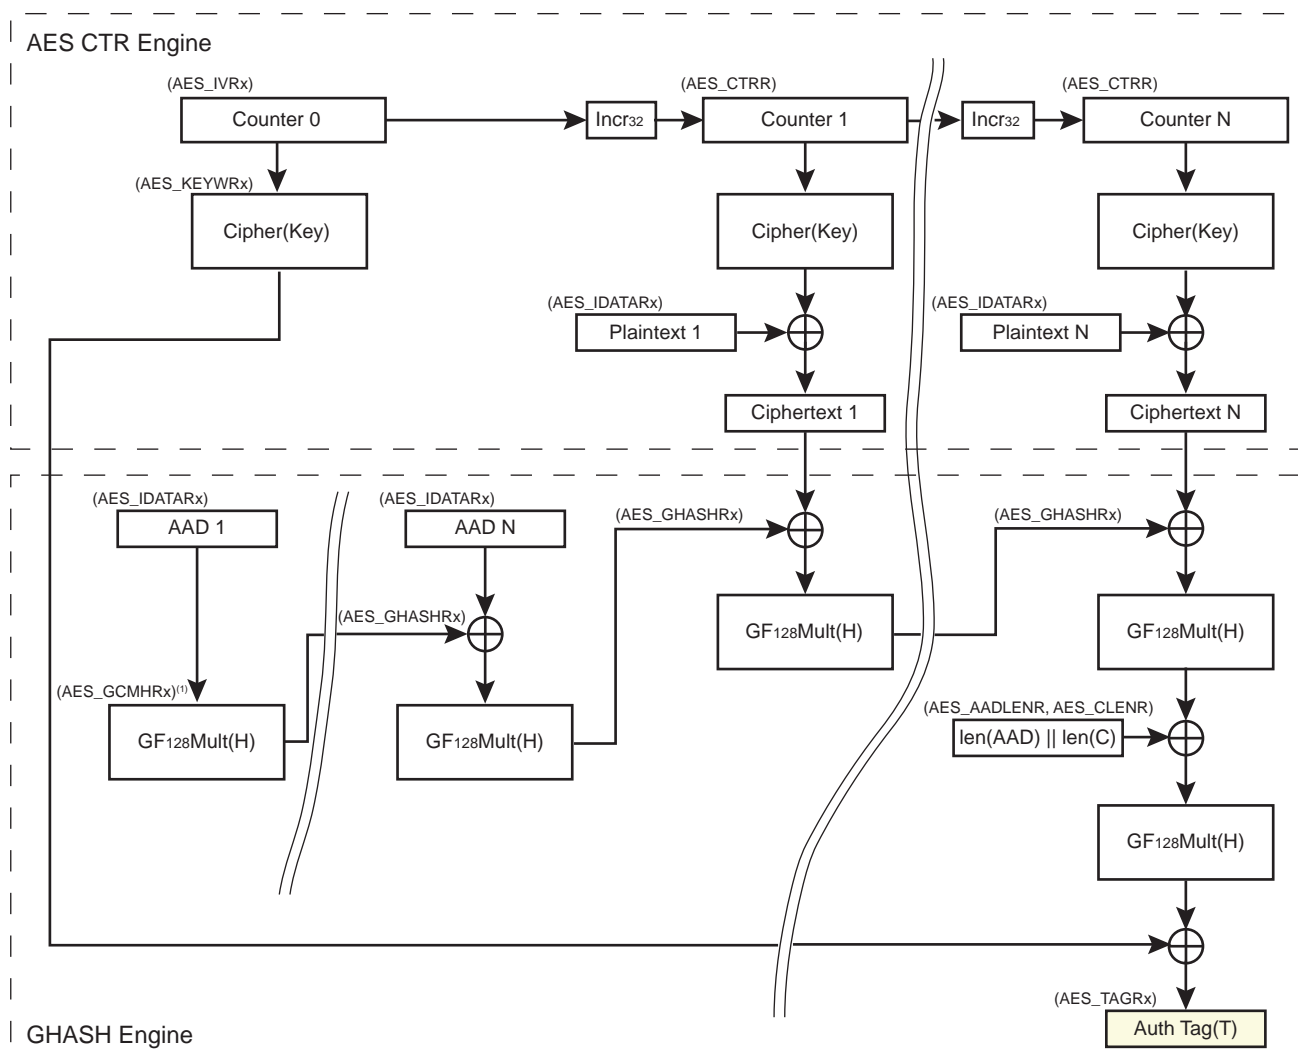 AES CTR Engine
(AES_IVRx)
(AES_CTRR)
(AES_CTRR)
Counter 0
Incr32
Counter 1
Incr32
Counter N
(AES_KEYWRx)
Cipher(Key)
Cipher(Key)
Cipher(Key)
(AES_IDATARx)
(AES_IDATARx)
Plaintext 1
Plaintext N
Ciphertext 1
Ciphertext N
(AES_IDATARx)
(AES_IDATARx)
(AES_GHASHRx)
(AES_GHASHRx)
AAD 1
AAD N
(AES_GHASHRx)
GF128Mult(H)
GF128Mult(H)
(AES_GCMHRx)(1)
GF128Mult(H)
GF128Mult(H)
(AES_AADLENR, AES_CLENR)
len(AAD) || len(C)
GF128Mult(H)
(AES_TAGRx)
Auth Tag(T)
GHASH Engine